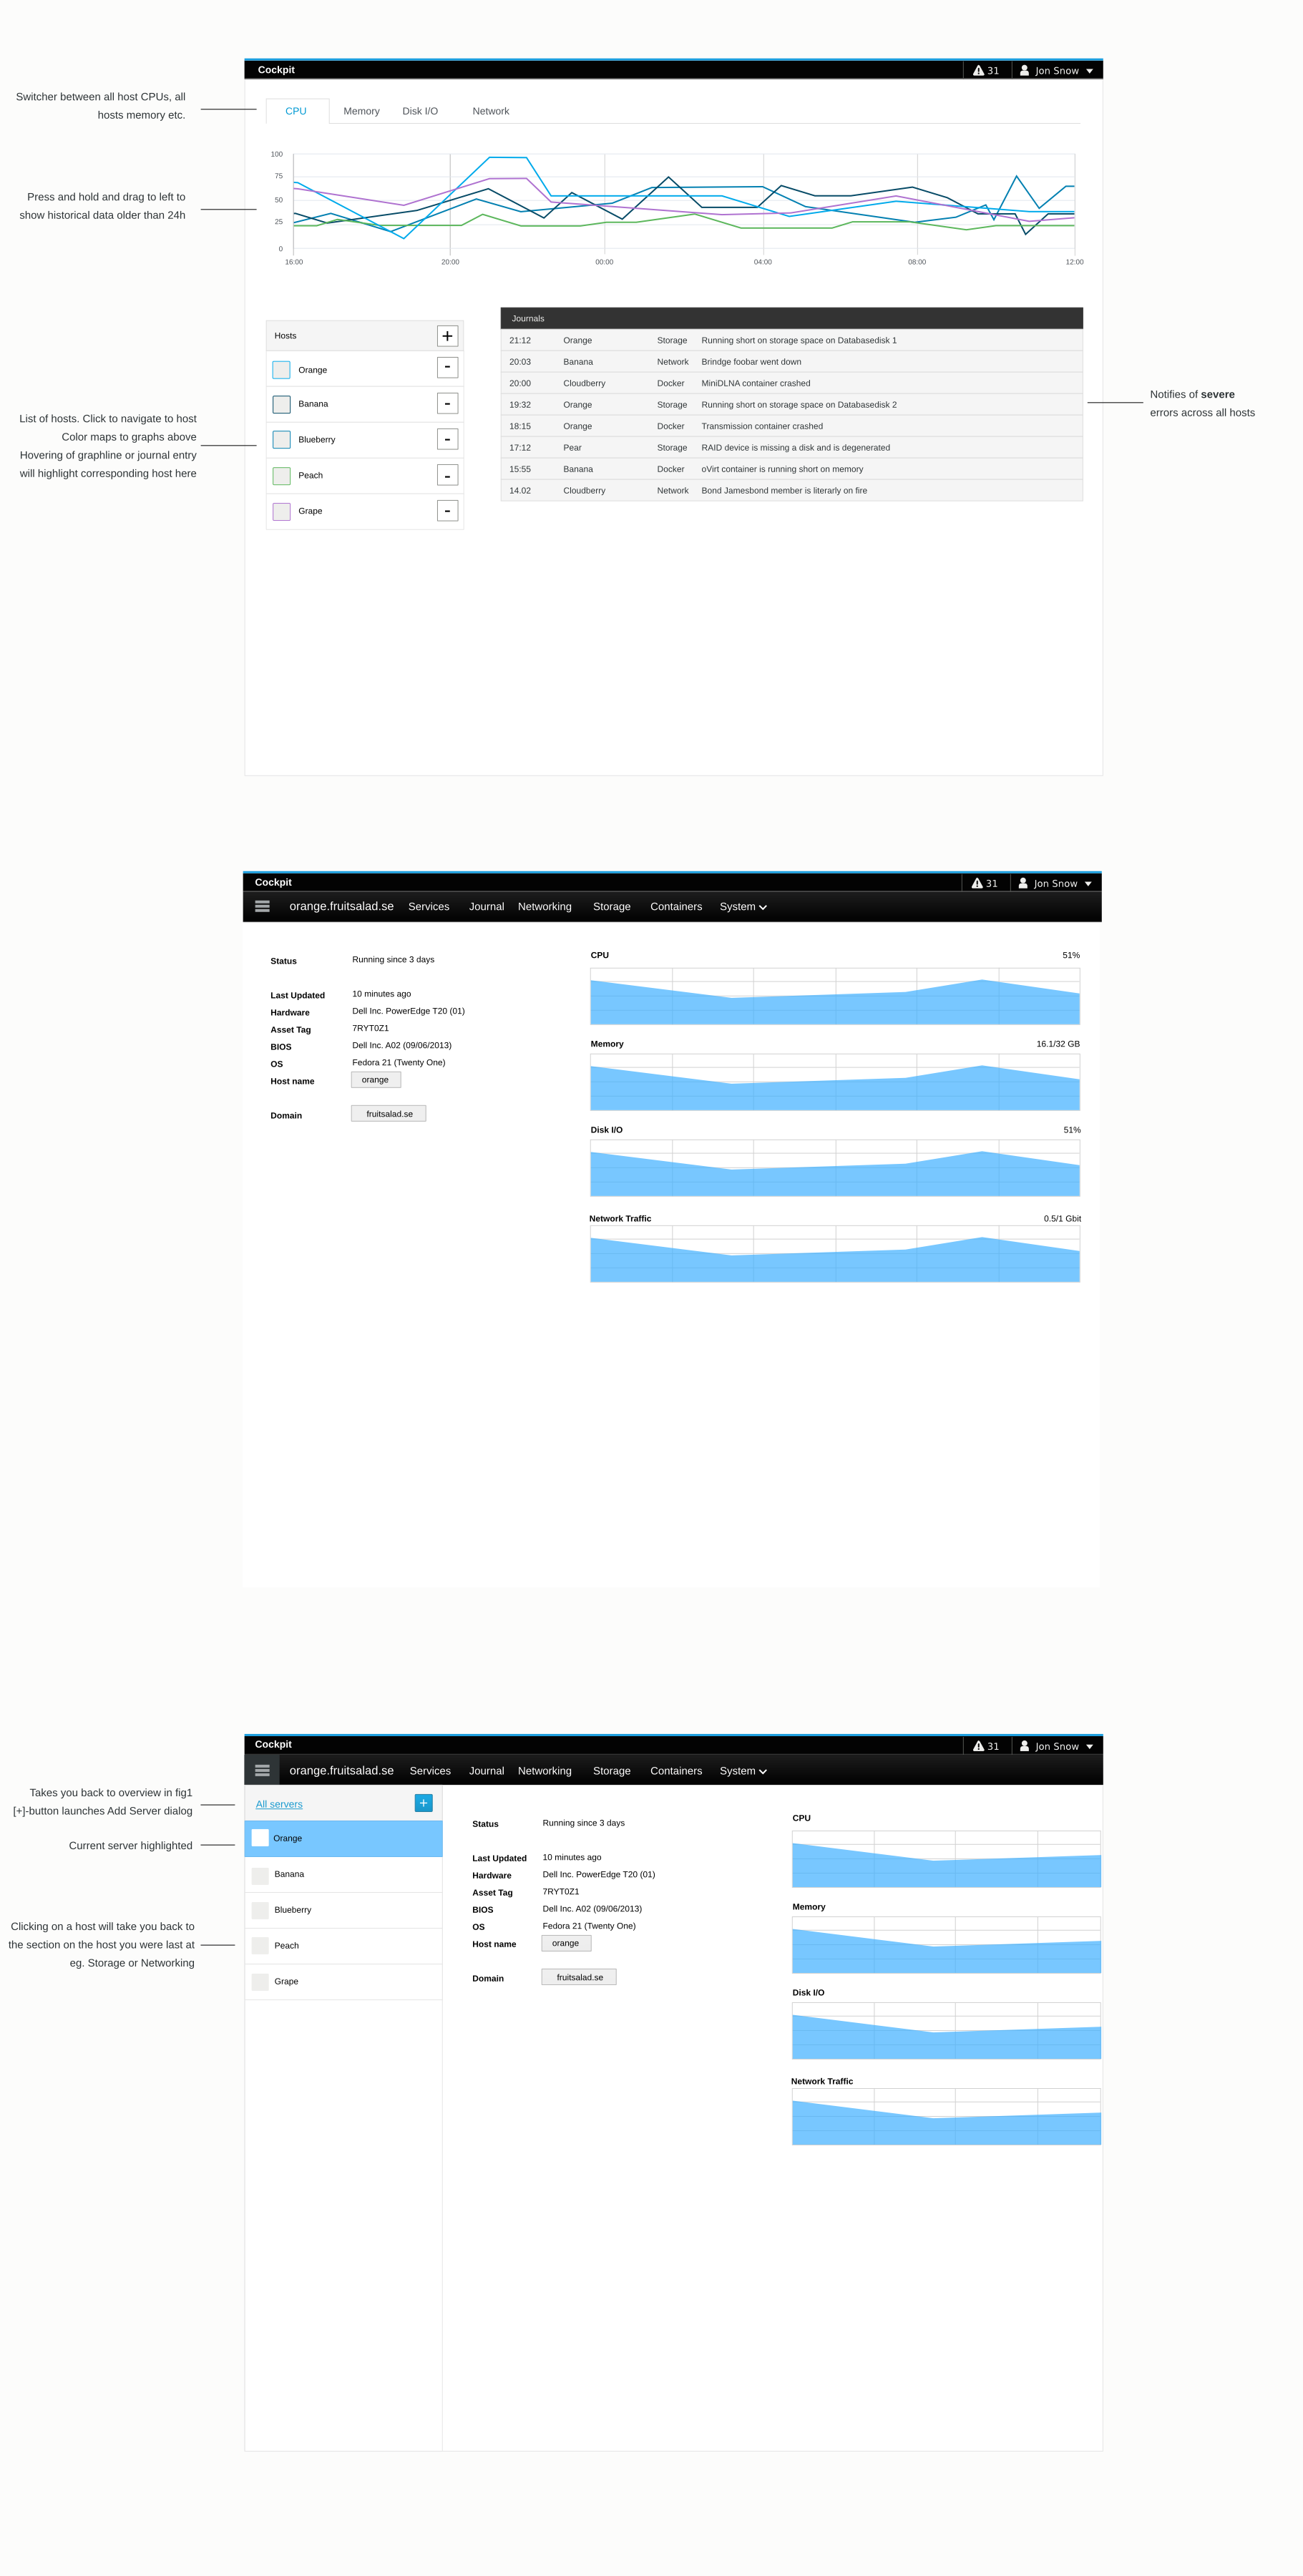 Cockpit
31
Jon Snow
Switcher between all host CPUs, all
hosts memory etc.
CPU
Memory
Disk I/O
Network
Press and hold and drag to left to
show historical data older than 24h
100
75
50
25
0
16:00
20:00
00:00
04:00
08:00
12:00
List of hosts. Click to navigate to host
Color maps to graphs above
Hovering of graphline or journal entry
will highlight corresponding host here
Hosts
+
Orange
-
Banana
-
Blueberry
-
Peach
-
Grape
-
Journals
21:12 Orange Storage Running short on storage space on Databasedisk 1
20:03 Banana Network Brindge foobar went down
20:00 Cloudberry Docker MiniDLNA container crashed
19:32 Orange Storage Running short on storage space on Databasedisk 2
18:15 Orange Docker Transmission container crashed
17:12 Pear Storage RAID device is missing a disk and is degenerated
15:55 Banana Docker oVirt container is running short on memory
14.02 Cloudberry Network Bond Jamesbond member is literarly on fire
Notifies of severe
errors across all hosts
Cockpit
31
Jon Snow
orange.fruitsalad.se Services Journal Networking Storage Containers System
Status Running since 3 days
Last Updated 10 minutes ago
Hardware Dell Inc. PowerEdge T20 (01)
Asset Tag 7RYT0Z1
BIOS Dell Inc. A02 (09/06/2013)
OS Fedora 21 (Twenty One)
Host name orange
Domain fruitsalad.se
CPU 51%
Memory 16.1/32 GB
Disk I/O 51%
Network Traffic 0.5/1 Gbit
Cockpit
31
Jon Snow
orange.fruitsalad.se Services Journal Networking Storage Containers System
Takes you back to overview in fig1
[+]-button launches Add Server dialog
Current server highlighted
Clicking on a host will take you back to
the section on the host you were last at
eg. Storage or Networking
All servers
+
Orange
Banana
Blueberry
Peach
Grape
Status Running since 3 days
Last Updated 10 minutes ago
Hardware Dell Inc. PowerEdge T20 (01)
Asset Tag 7RYT0Z1
BIOS Dell Inc. A02 (09/06/2013)
OS Fedora 21 (Twenty One)
Host name orange
Domain fruitsalad.se
CPU
Memory
Disk I/O
Network Traffic